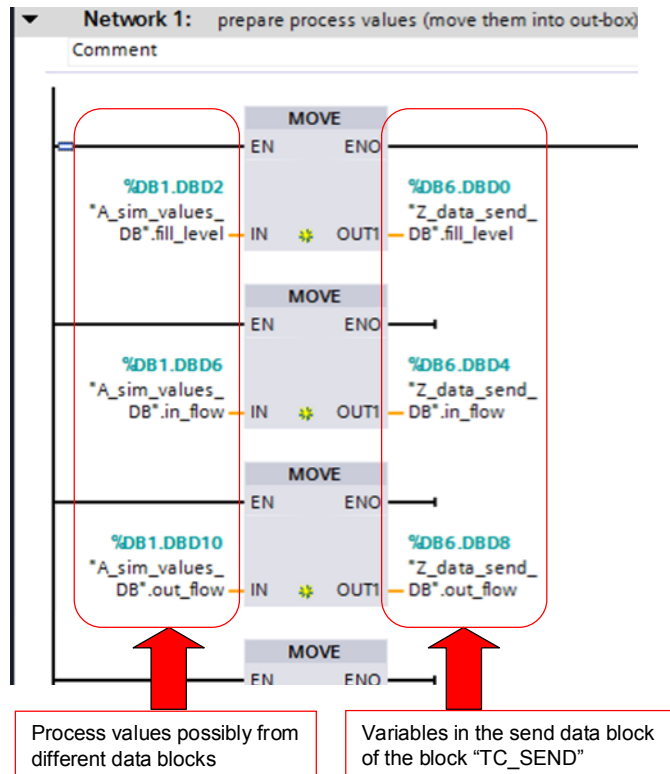 Network 1: prepare process values (move them into out-box)
Comment
MOVE
EN ENO
%DB1.DBD2 %DB6.DBD0
"A_sim_values_ "Z_data_send_
DB".fill_level IN OUT1 DB".fill_level
MOVE
EN ENO
%DB1.DBD6 %DB6.DBD4
"A_sim_values_ "Z_data_send_
DB".in_flow IN OUT1 DB".in_flow
MOVE
EN ENO
%DB1.DBD10 %DB6.DBD8
"A_sim_values_ "Z_data_send_
DB".out_flow IN OUT1 DB".out_flow
MOVE
EN ENO
Process values possibly from
different data blocks
Variables in the send data block
of the block “TC_SEND”